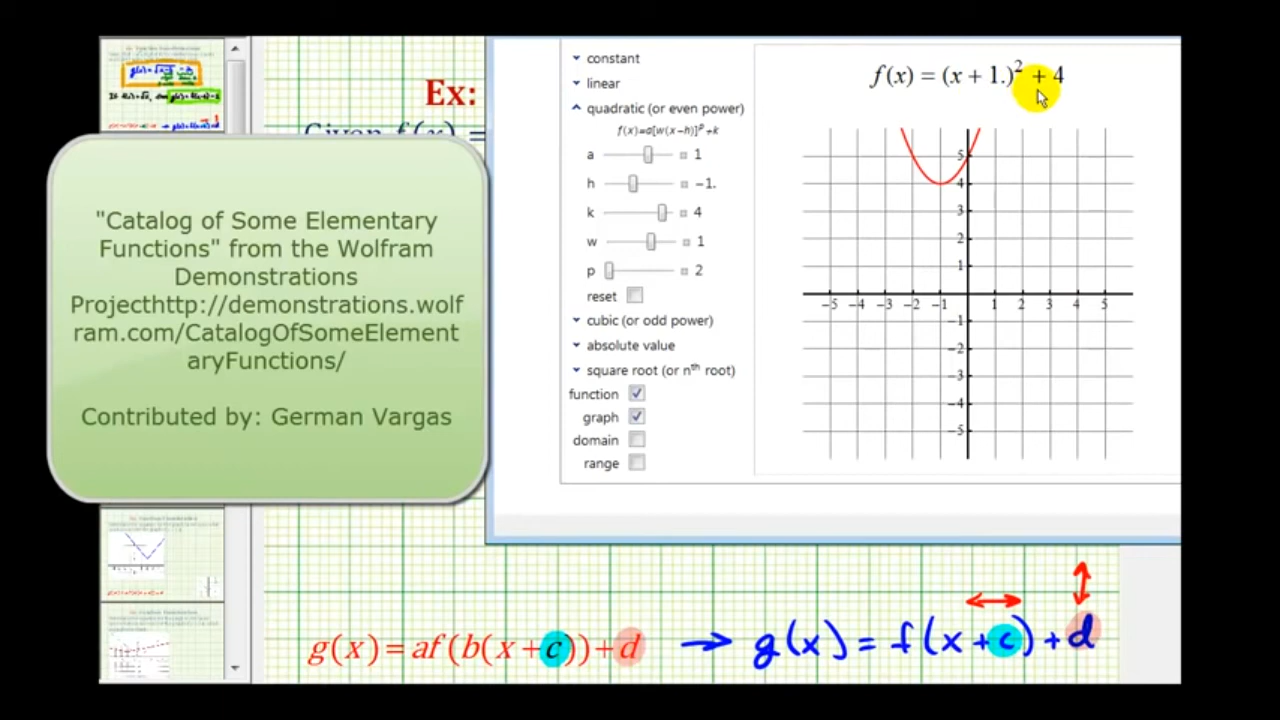 Ex:
Given f(x) =
"Catalog of Some Elementary
Functions" from the Wolfram
Demonstrations
Projecthttp://demonstrations.wolf
ram.com/CatalogOfSomeElement
aryFunctions/
Contributed by: German Vargas
constant
linear
quadratic (or even power)
f(x)=a[w(x−h)]^p+k
a 1
h −1.
k 4
w 1
p 2
reset
cubic (or odd power)
absolute value
square root (or nth root)
function
graph
domain
range
f(x) = (x + 1.)² + 4
5
4
3
2
1
−5 −4 −3 −2 −1 1 2 3 4 5
−1
−2
−3
−4
−5
g(x) = af(b(x+c))+d → g(x) = f(x+c)+d